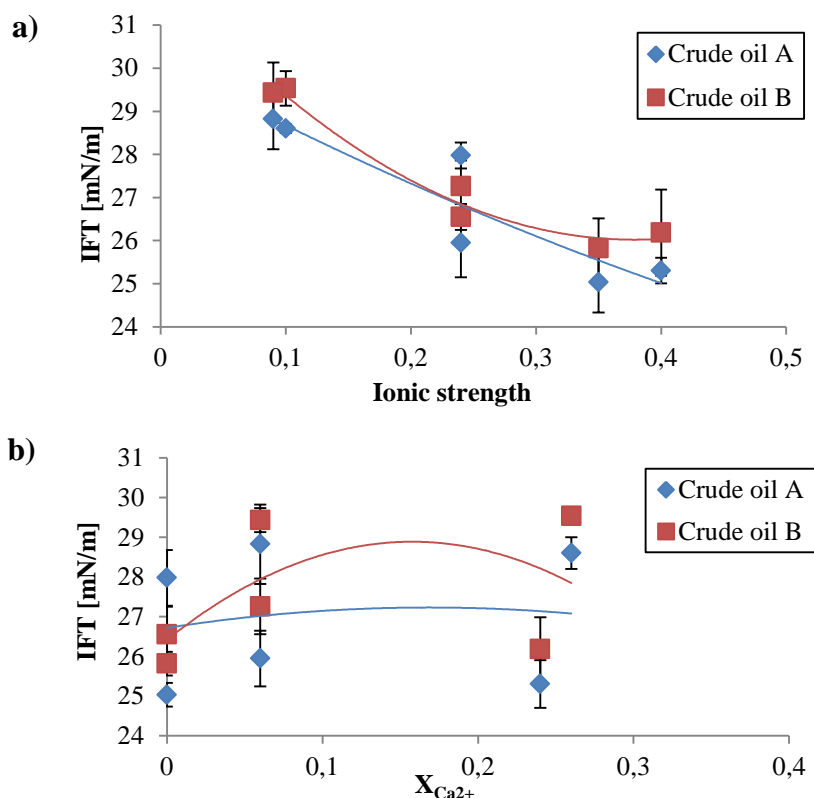 a)
31
30
29
28
27
26
25
24
IFT [mN/m]
0 0,1 0,2 0,3 0,4 0,5
Ionic strength
Crude oil A
Crude oil B
b)
31
30
29
28
27
26
25
24
IFT [mN/m]
0 0,1 0,2 0,3 0,4
X_Ca2+
Crude oil A
Crude oil B